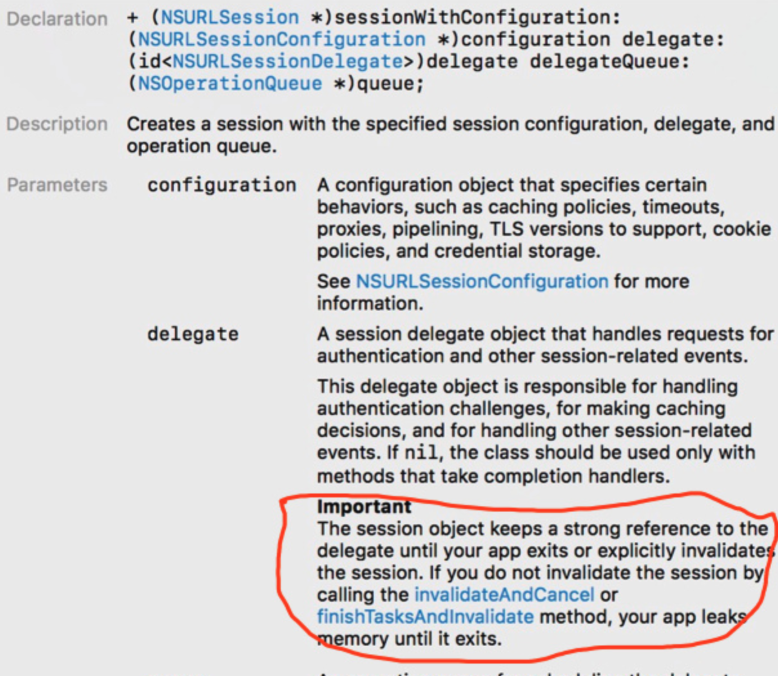 Declaration + (NSURLSession *)sessionWithConfiguration:
(NSURLSessionConfiguration *)configuration delegate:
(id<NSURLSessionDelegate>)delegate delegateQueue:
(NSOperationQueue *)queue;
Description Creates a session with the specified session configuration, delegate, and
operation queue.
Parameters configuration A configuration object that specifies certain
behaviors, such as caching policies, timeouts,
proxies, pipelining, TLS versions to support, cookie
policies, and credential storage.
See NSURLSessionConfiguration for more
information.
delegate A session delegate object that handles requests for
authentication and other session-related events.
This delegate object is responsible for handling
authentication challenges, for making caching
decisions, and for handling other session-related
events. If nil, the class should be used only with
methods that take completion handlers.
Important
The session object keeps a strong reference to the
delegate until your app exits or explicitly invalidates
the session. If you do not invalidate the session by
calling the invalidateAndCancel or
finishTasksAndInvalidate method, your app leaks
memory until it exits.